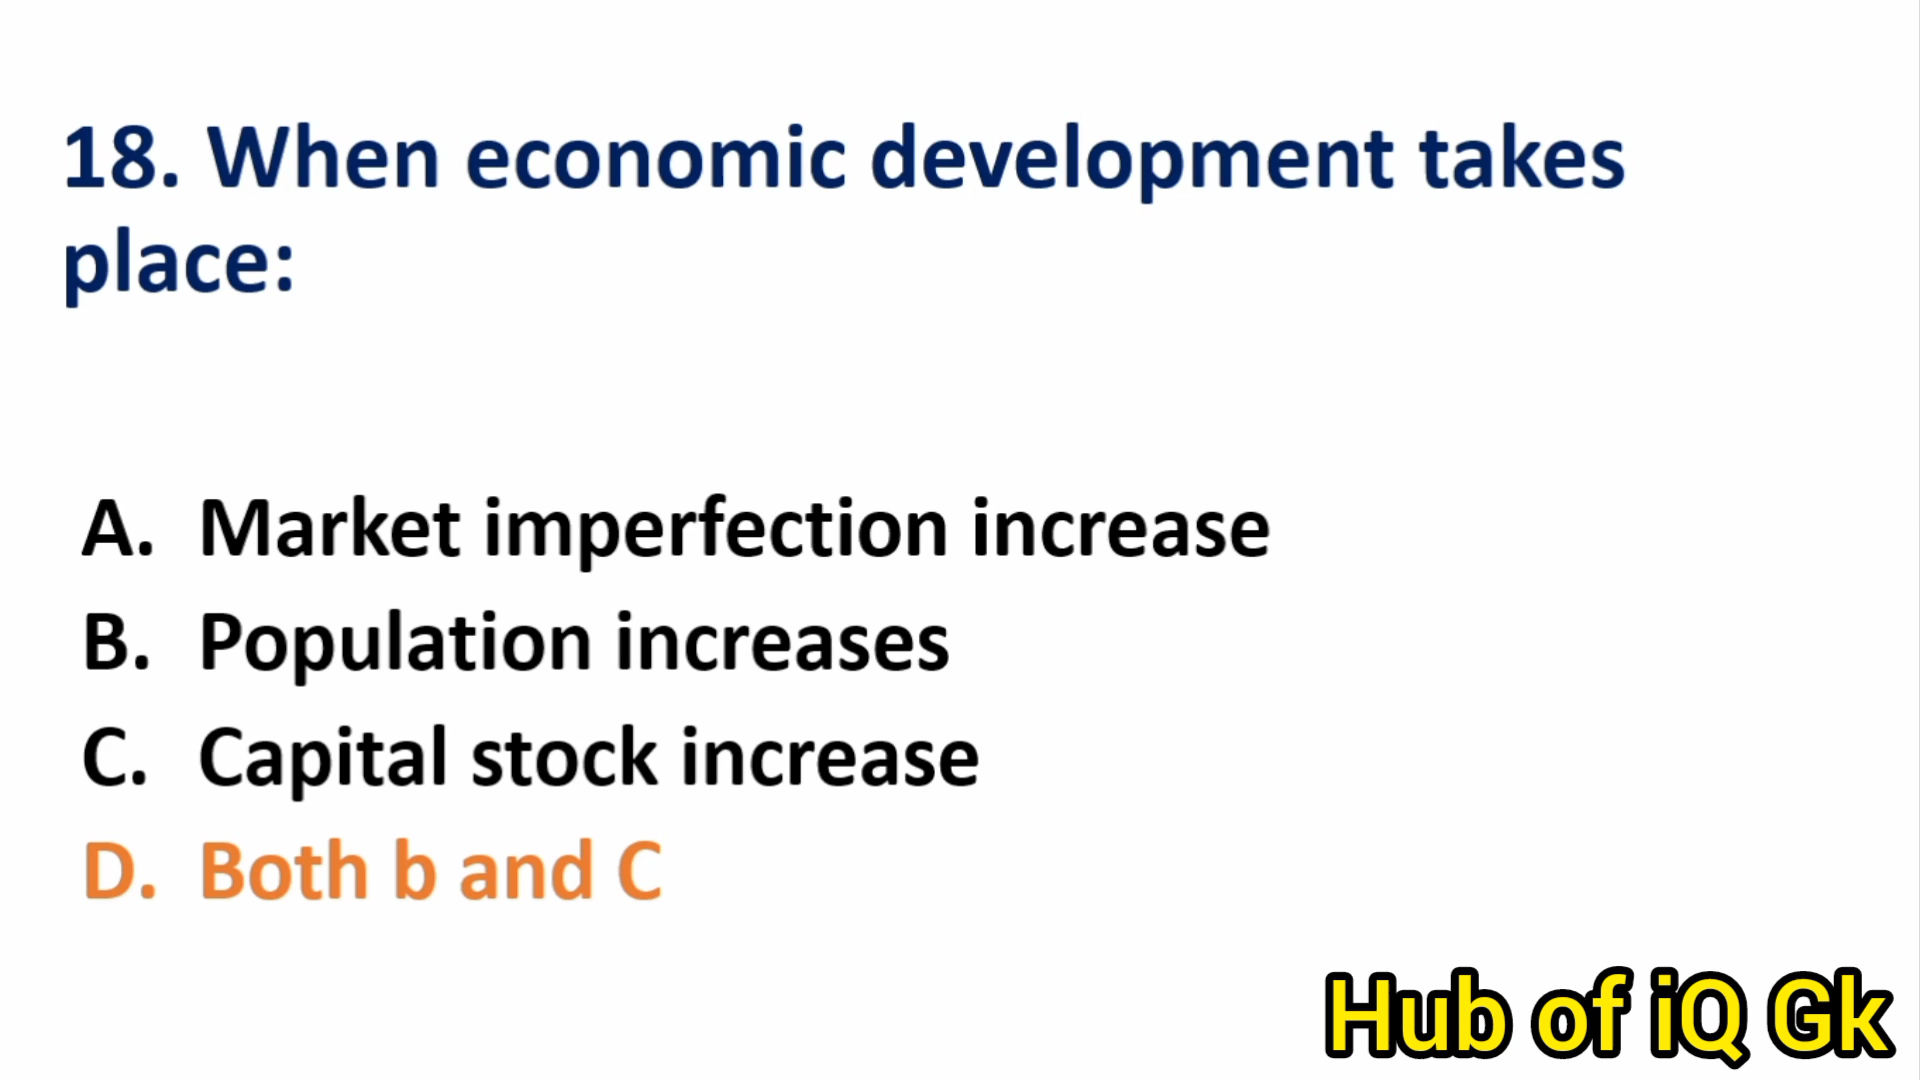 18. When economic development takes
place:
A. Market imperfection increase
B. Population increases
C. Capital stock increase
D. Both b and C
Hub of iQ Gk